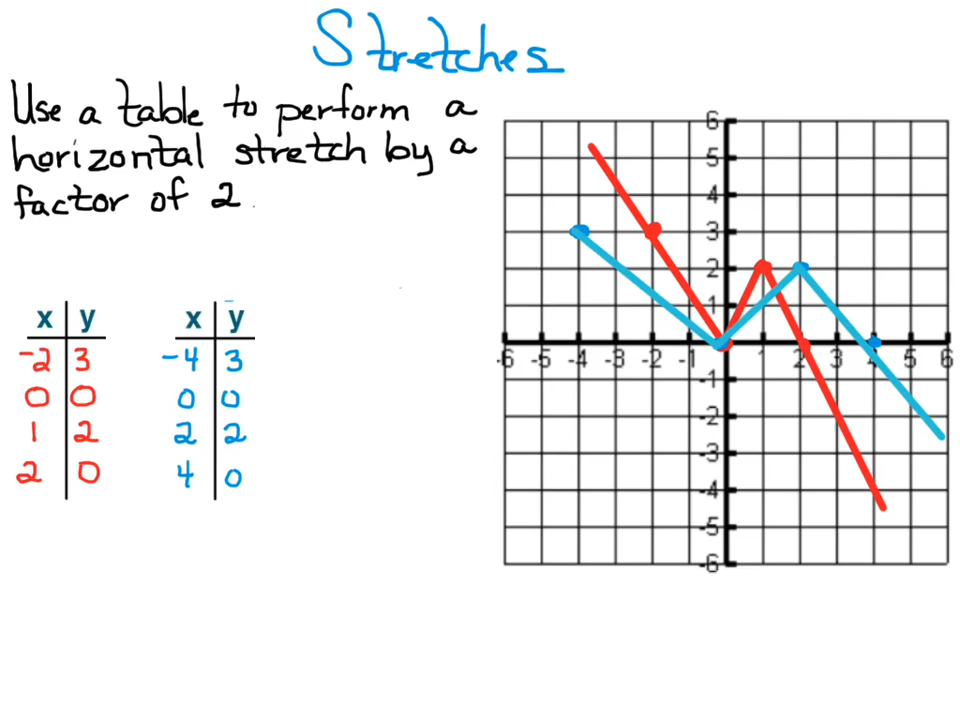 Stretches
Use a table to perform a
horizontal stretch by a
factor of 2.
x y x y
-2 3 -4 3
0 0 0 0
1 2 2 2
2 0 4 0
6
5
4
3
2
1
-6 -5 -4 -3 -2 -1 1 2 3 4 5 6
-1
-2
-3
-4
-5
-6